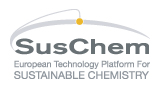 SusChem
European Technology Platform For
SUSTAINABLE CHEMISTRY